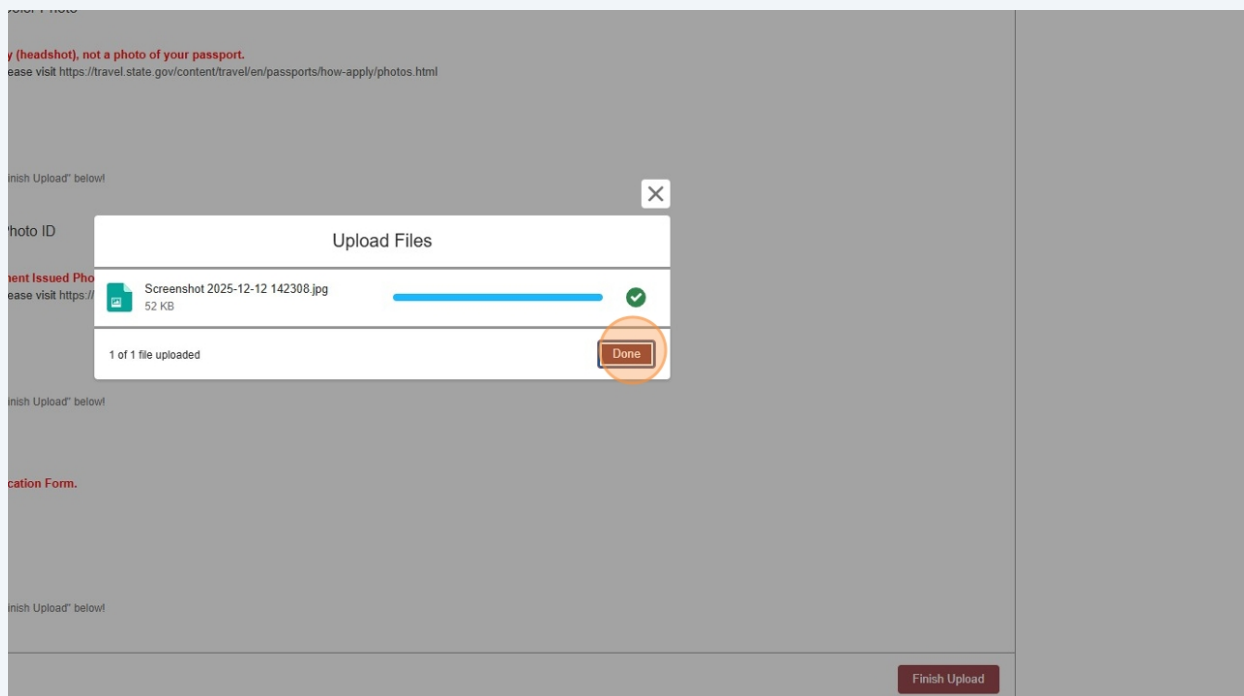 y (headshot), not a photo of your passport.
ease visit https://travel.state.gov/content/travel/en/passports/how-apply/photos.html
inish Upload" below!
Photo ID
Upload Files
ment Issued Pho
ease visit https://
Screenshot 2025-12-12 142308.jpg
52 KB
1 of 1 file uploaded
Done
inish Upload" below!
cation Form.
inish Upload" below!
Finish Upload